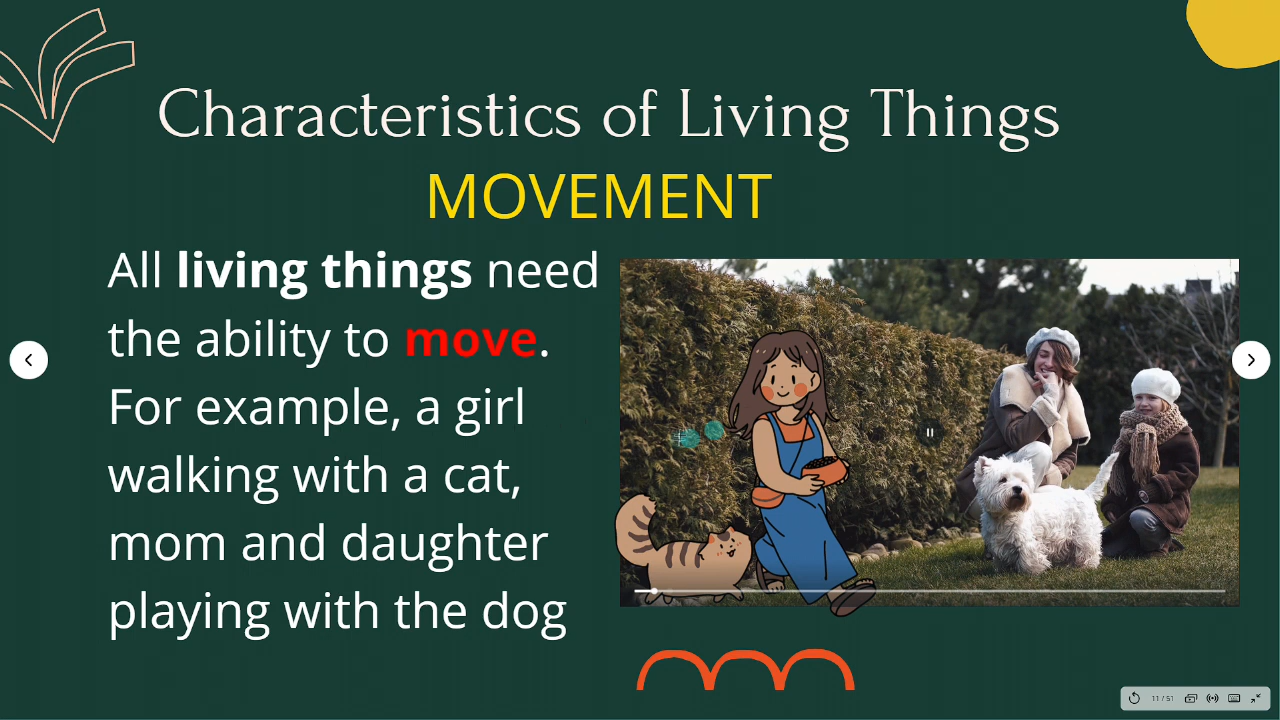 Characteristics of Living Things
MOVEMENT
All living things need
the ability to move.
For example, a girl
walking with a cat,
mom and daughter
playing with the dog
11 / 51